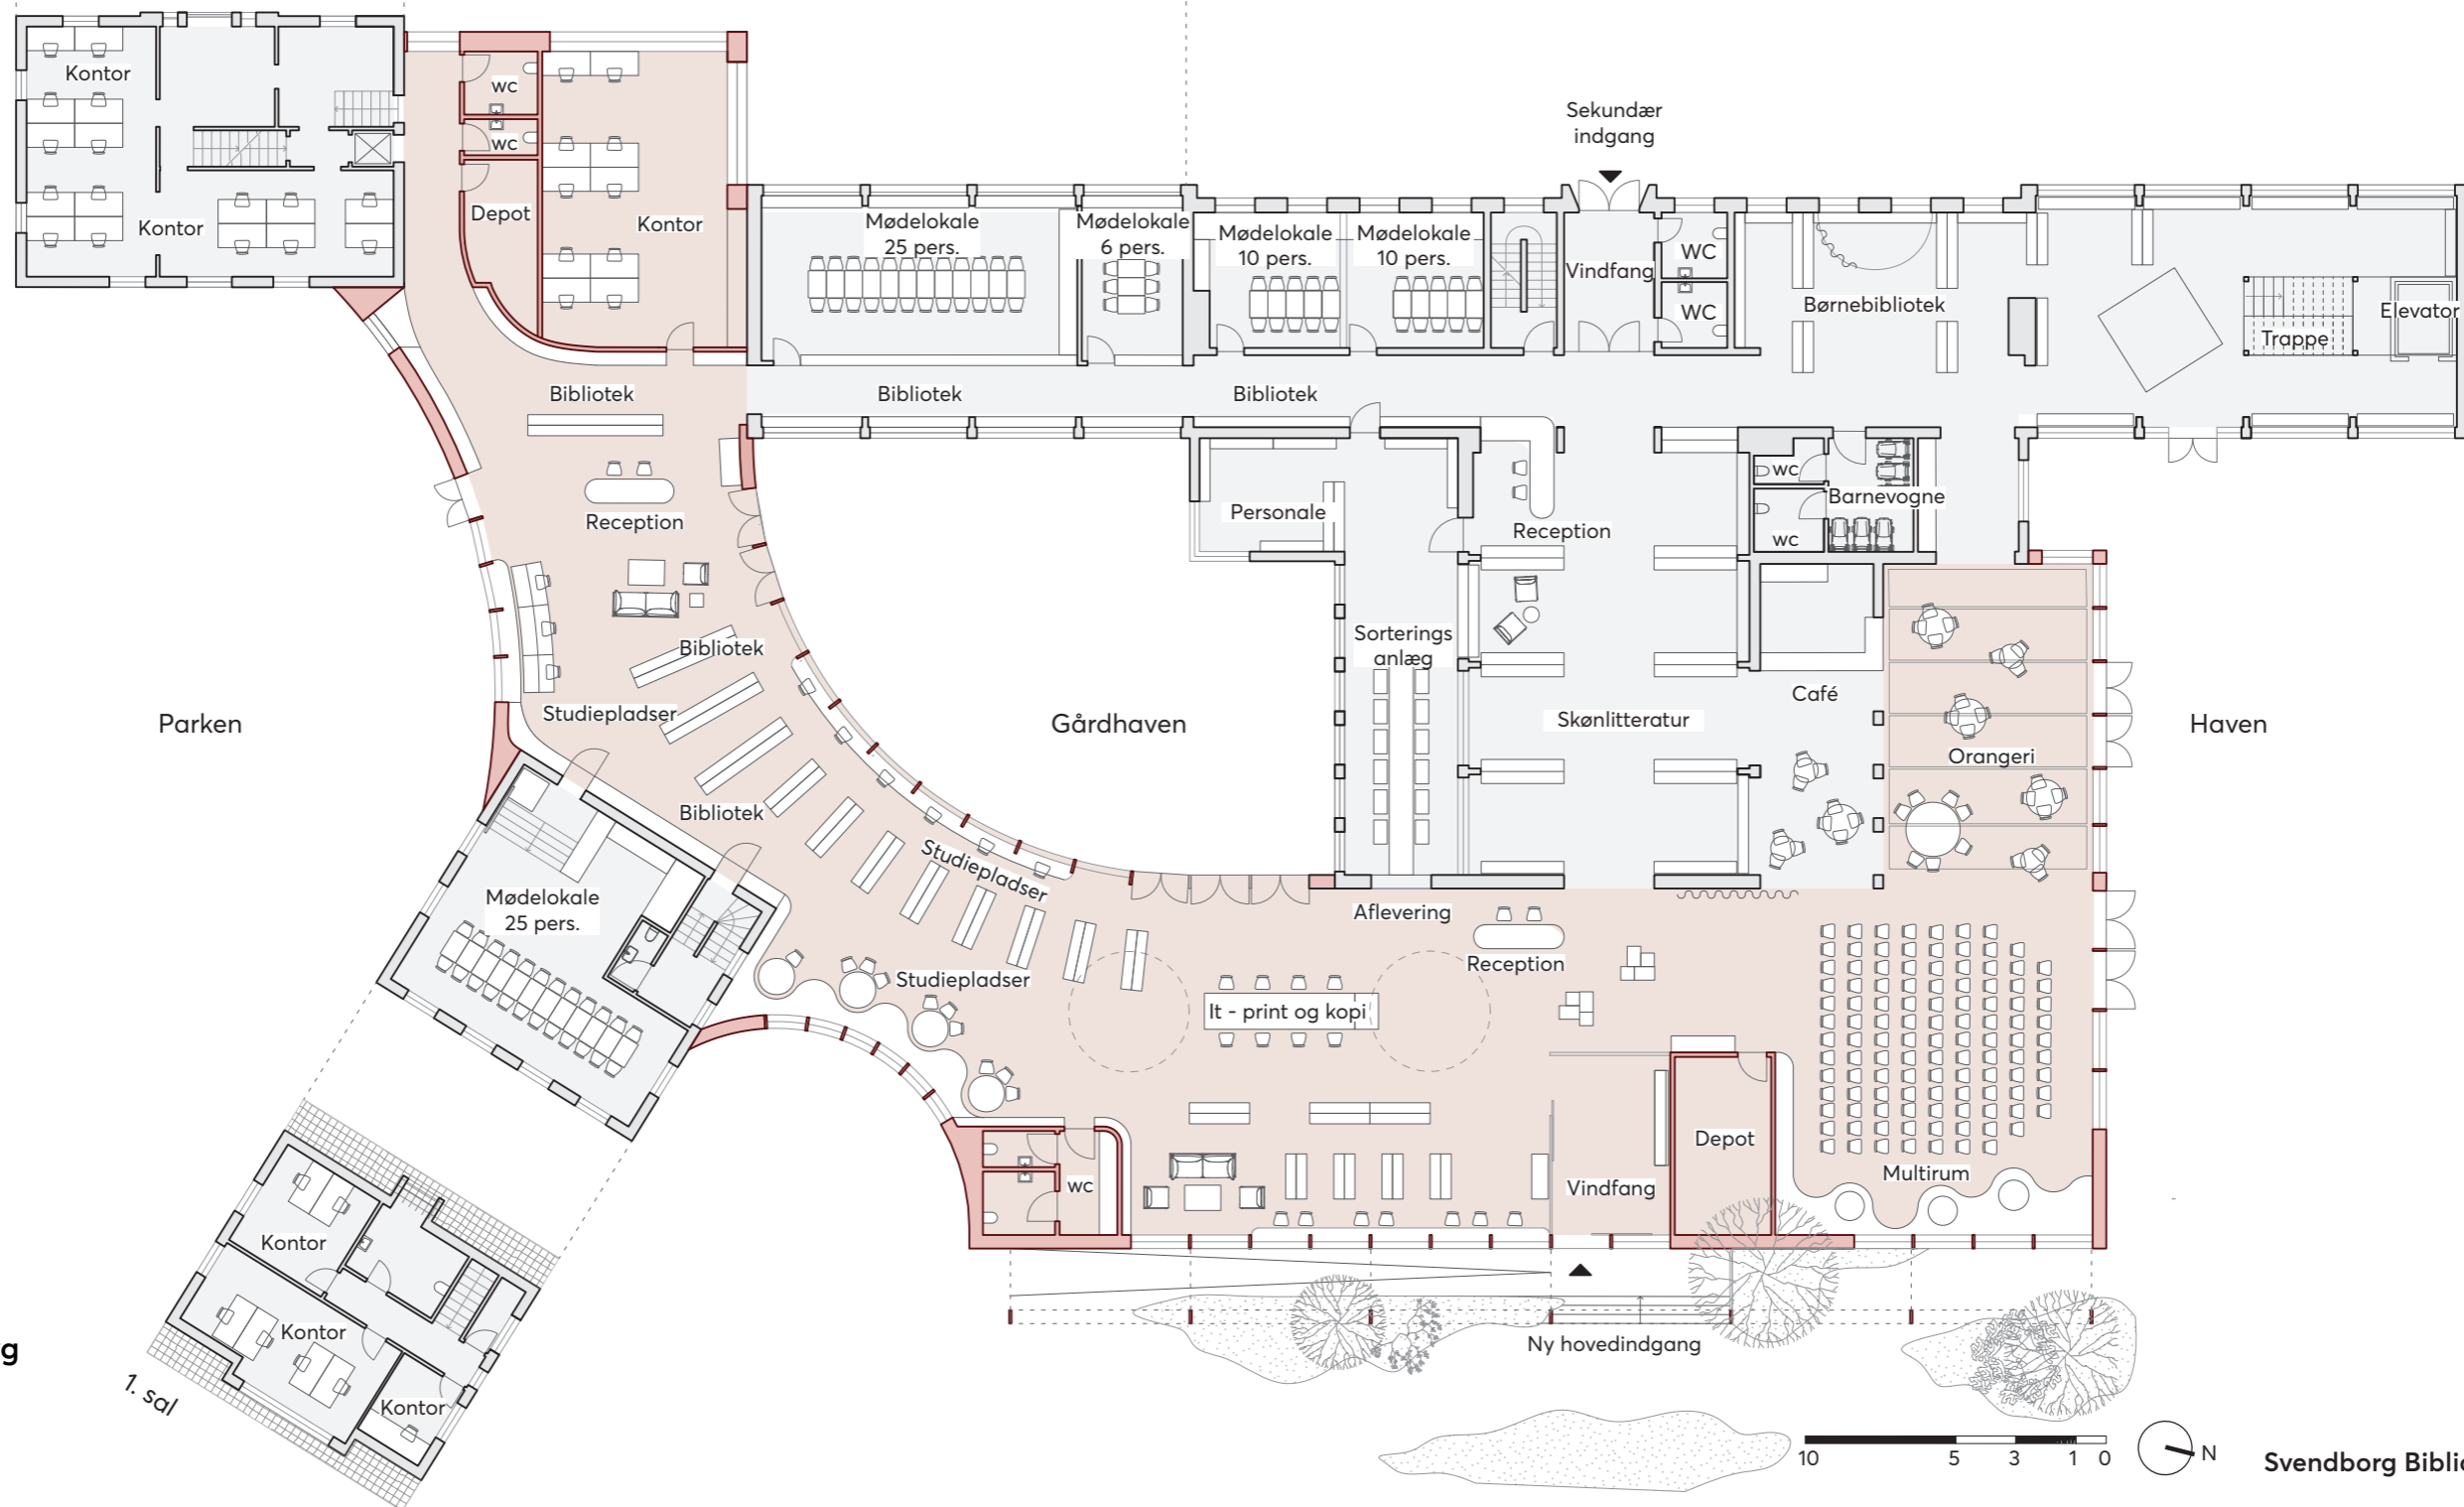 Sekundær
indgang
Kontor
wc
wc
Depot
Kontor
Kontor
Mødelokale
25 pers.
Mødelokale
6 pers.
Mødelokale
10 pers.
Mødelokale
10 pers.
Vindfang
WC
WC
Børnebibliotek
Trappe
Elevator
Bibliotek
Bibliotek
Bibliotek
Reception
Personale
Reception
wc
wc
Barnevogne
Bibliotek
Sorterings
anlæg
Studiepladser
Skønlitteratur
Café
Orangeri
Parken
Gårdhaven
Haven
Bibliotek
Studiepladser
Mødelokale
25 pers.
Aflevering
Studiepladser
Reception
It - print og kopi
Depot
wc
Vindfang
Multirum
Kontor
Kontor
Kontor
1. sal
g
Ny hovedindgang
10 5 3 1 0
N
Svendborg Biblio